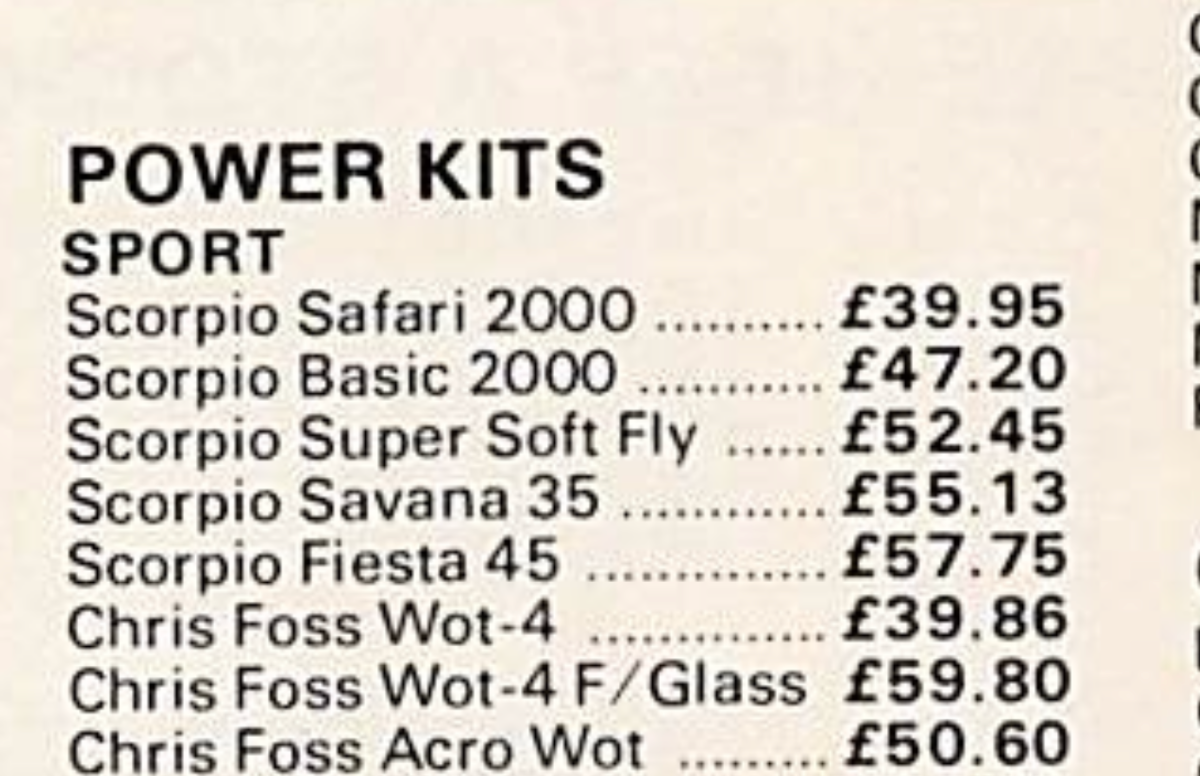 POWER KITS
SPORT
Scorpio Safari 2000 .......... £39.95
Scorpio Basic 2000 ........... £47.20
Scorpio Super Soft Fly ...... £52.45
Scorpio Savana 35 ............ £55.13
Scorpio Fiesta 45 .............. £57.75
Chris Foss Wot-4 .............. £39.86
Chris Foss Wot-4 F/Glass £59.80
Chris Foss Acro Wot ......... £50.60